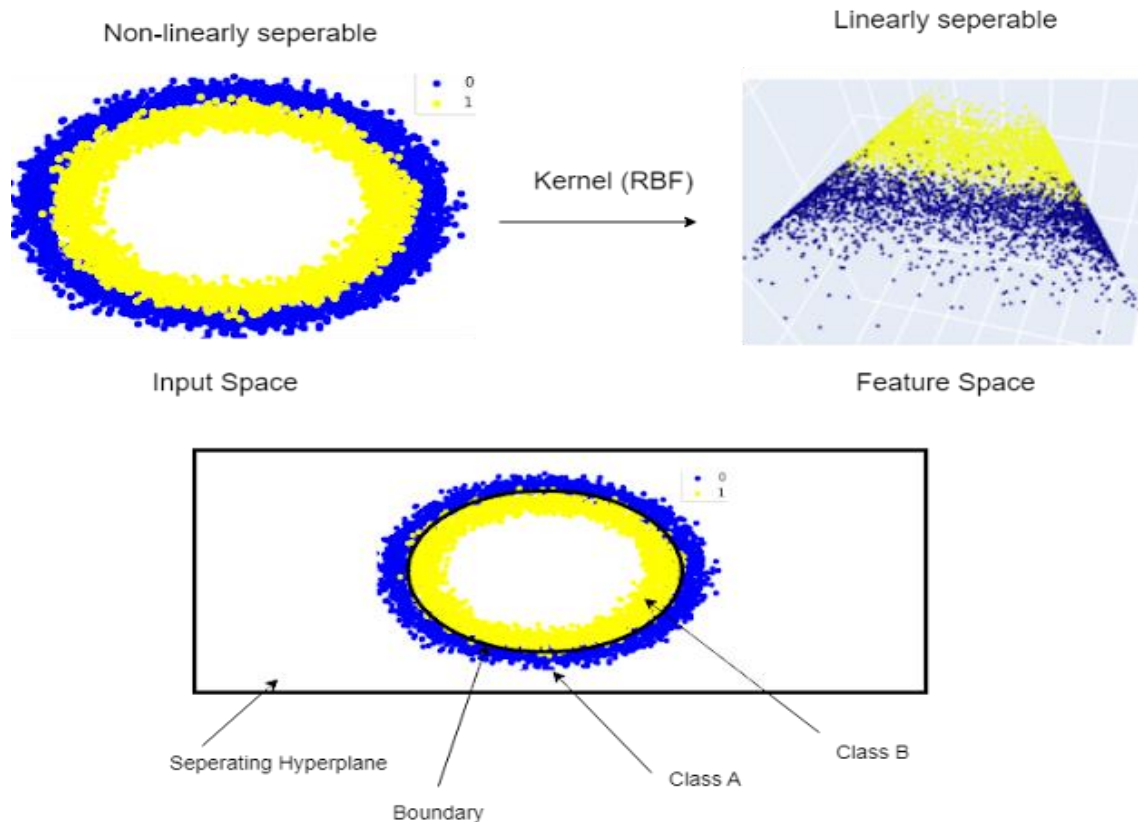 Non-linearly seperable
Linearly seperable
0
1
Kernel (RBF)
Input Space
Feature Space
0
1
Seperating Hyperplane
Boundary
Class A
Class B